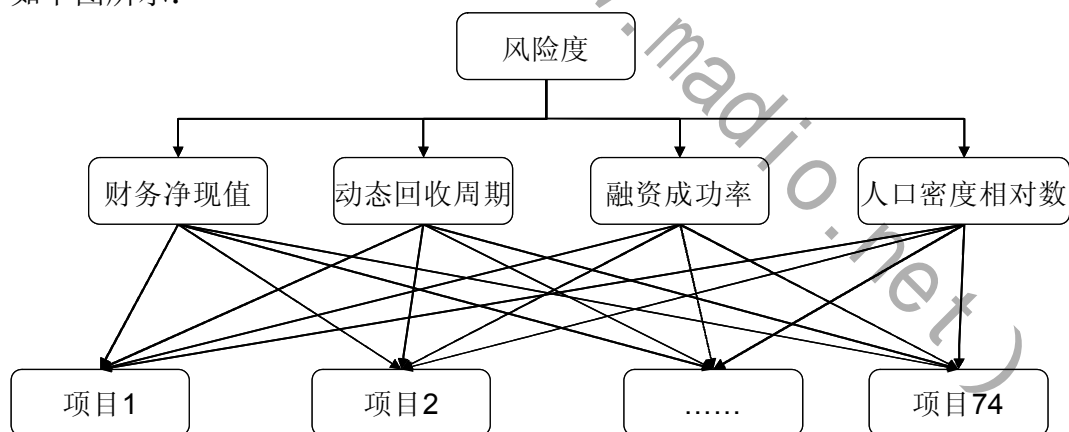 如下图所示:
风险度
财务净现值 动态回收周期 融资成功率 人口密度相对数
项目1 项目2 …… 项目74
.madio.net)